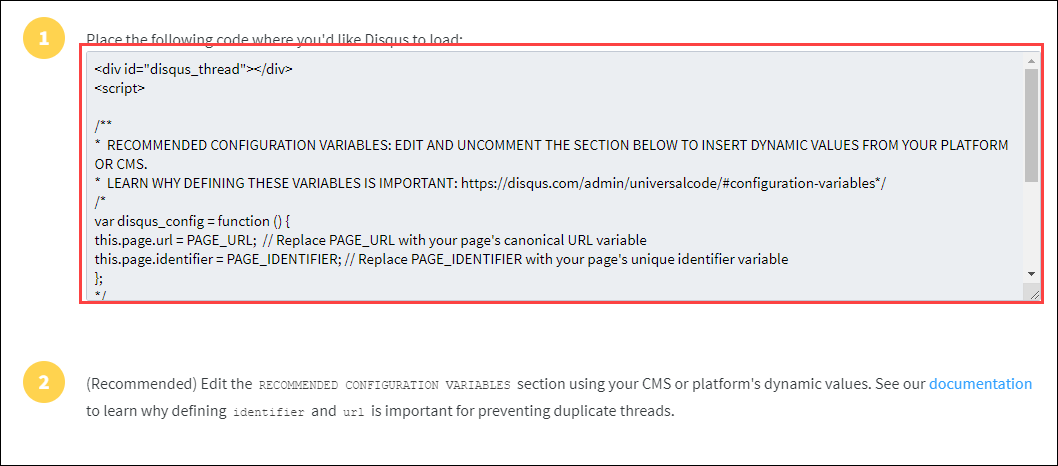 1
Place the following code where you'd like Disqus to load:
<div id="disqus_thread"></div>
<script>
/**
* RECOMMENDED CONFIGURATION VARIABLES: EDIT AND UNCOMMENT THE SECTION BELOW TO INSERT DYNAMIC VALUES FROM YOUR PLATFORM
OR CMS.
* LEARN WHY DEFINING THESE VARIABLES IS IMPORTANT: https://disqus.com/admin/universalcode/#configuration-variables*/
/*
var disqus_config = function () {
this.page.url = PAGE_URL; // Replace PAGE_URL with your page's canonical URL variable
this.page.identifier = PAGE_IDENTIFIER; // Replace PAGE_IDENTIFIER with your page's unique identifier variable
};
*/
2
(Recommended) Edit the RECOMMENDED CONFIGURATION VARIABLES section using your CMS or platform's dynamic values. See our documentation
to learn why defining identifier and url is important for preventing duplicate threads.